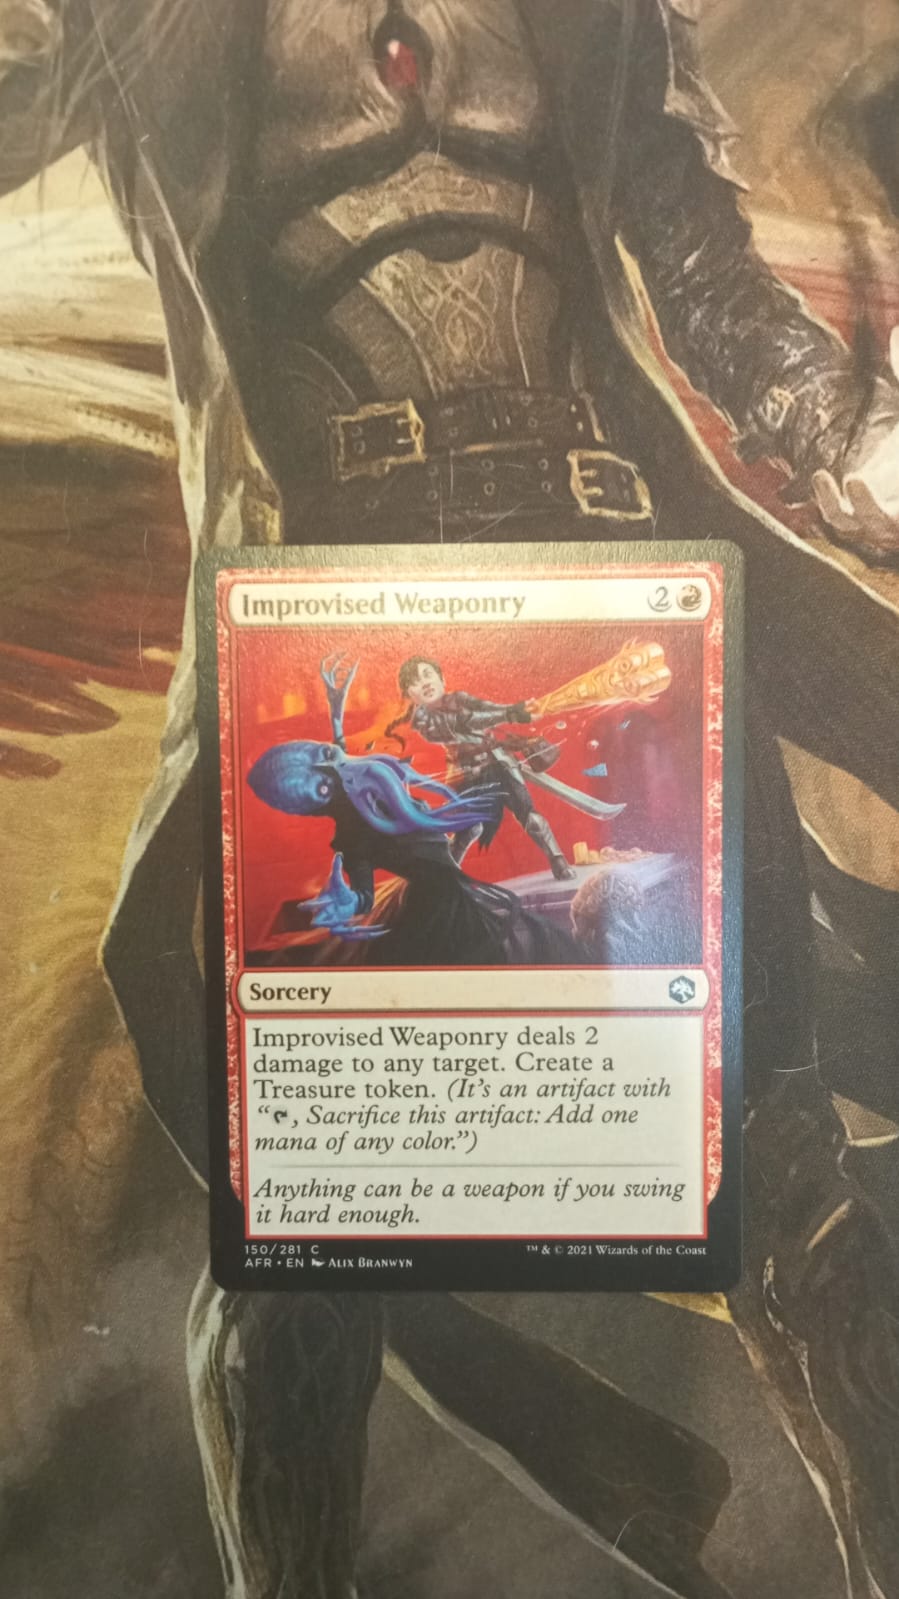 Improvised Weaponry 2
Sorcery
Improvised Weaponry deals 2
damage to any target. Create a
Treasure token. (It's an artifact with
“, Sacrifice this artifact: Add one
mana of any color.”)
Anything can be a weapon if you swing
it hard enough.
150/281 C
™ & © 2021 Wizards of the Coast
AFR • EN Alix Branwyn